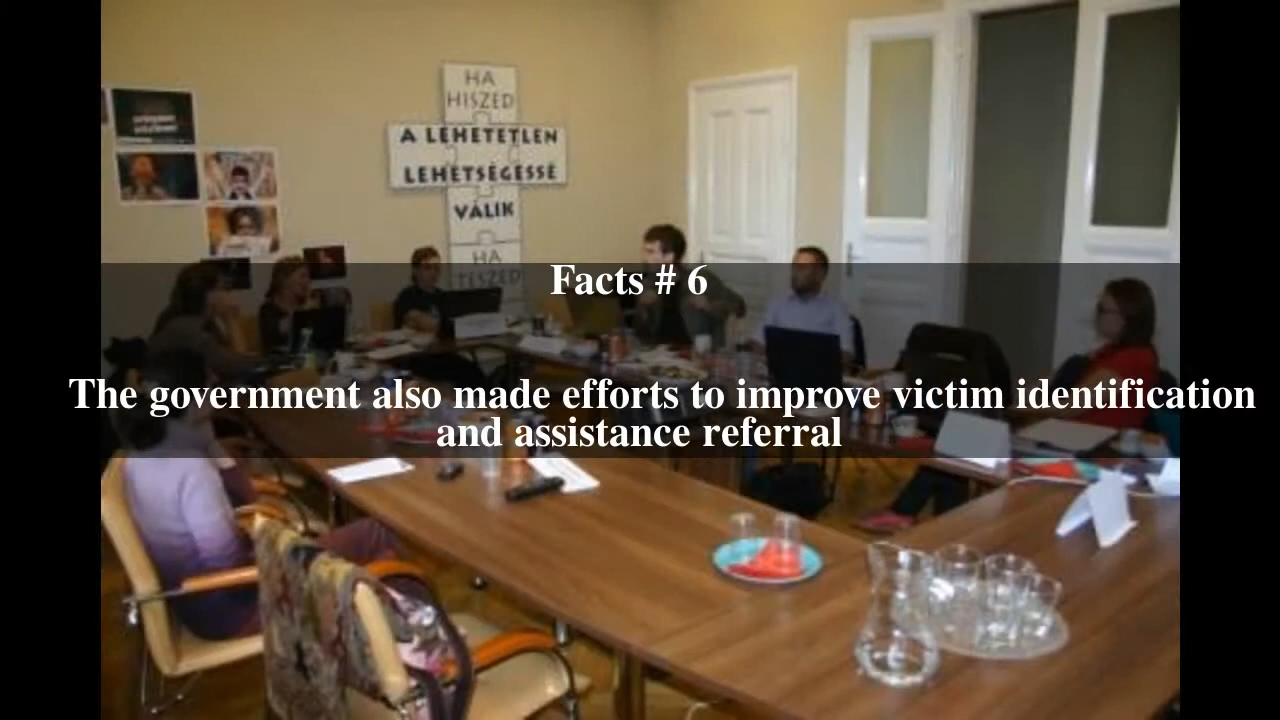 HA
HISZED
A LEHETETLEN
LEHETSÉGESSÉ
VÁLIK
HA
TESZED
Facts # 6
The government also made efforts to improve victim identification
and assistance referral